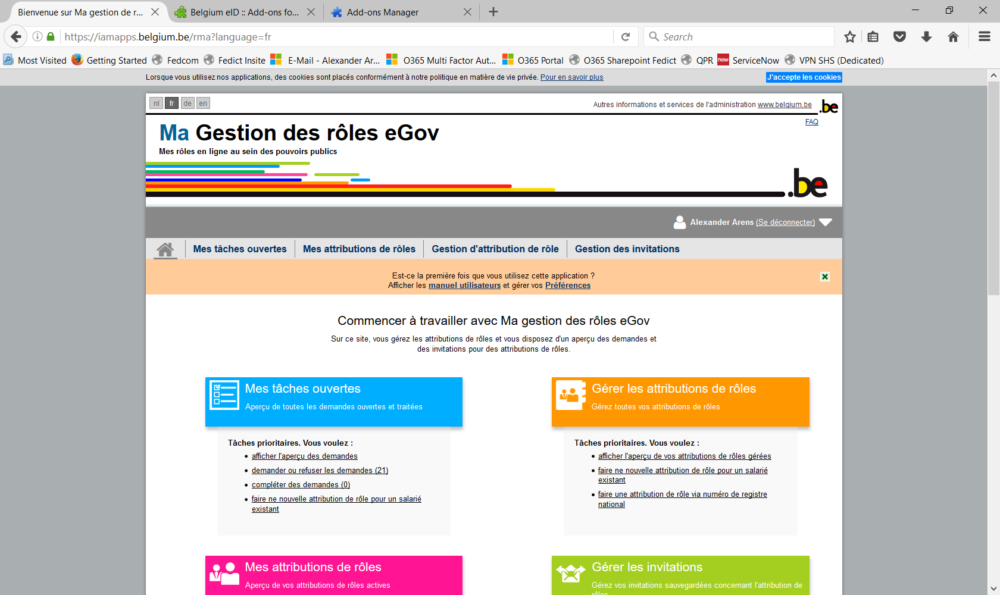 Bienvenue sur Ma gestion de r...
Belgium eID :: Add-ons fo...
Add-ons Manager
https://iamapps.belgium.be/rma?language=fr
Search
Most Visited
Getting Started
Fedcom
Fedict Insite
E-Mail - Alexander Ar...
O365 Multi Factor Aut...
O365 Portal
O365 Sharepoint Fedict
QPR
now
ServiceNow
VPN SHS (Dedicated)
Lorsque vous utilisez nos applications, des cookies sont placés conformément à notre politique en matière de vie privée. Pour en savoir plus
J'accepte les cookies
nl fr de en
Autres informations et services de l'administration www.belgium.be
.be
FAQ
Ma Gestion des rôles eGov
Mes rôles en ligne au sein des pouvoirs publics
.be
Alexander Arens (Se déconnecter)
Mes tâches ouvertes
Mes attributions de rôles
Gestion d'attribution de rôle
Gestion des invitations
Est-ce la première fois que vous utilisez cette application ?
Afficher les manuel utilisateurs et gérer vos Préférences
Commencer à travailler avec Ma gestion des rôles eGov
Sur ce site, vous gérez les attributions de rôles et vous disposez d'un aperçu des demandes et
des invitations pour des attributions de rôles.
Mes tâches ouvertes
Aperçu de toutes les demandes ouvertes et traitées
Tâches prioritaires. Vous voulez :
afficher l'aperçu des demandes
demander ou refuser les demandes (21)
compléter des demandes (0)
faire ne nouvelle attribution de rôle pour un salarié
existant
Gérer les attributions de rôles
Gérez toutes vos attributions de rôles
Tâches prioritaires. Vous voulez :
afficher l'aperçu de vos attributions de rôles gérées
faire ne nouvelle attribution de rôle pour un salarié
existant
faire une attribution de rôle via numéro de registre
national
Mes attributions de rôles
Aperçu de vos attributions de rôles actives
Gérer les invitations
Gérez vos invitations sauvegardées concernant l'attribution de
rôles